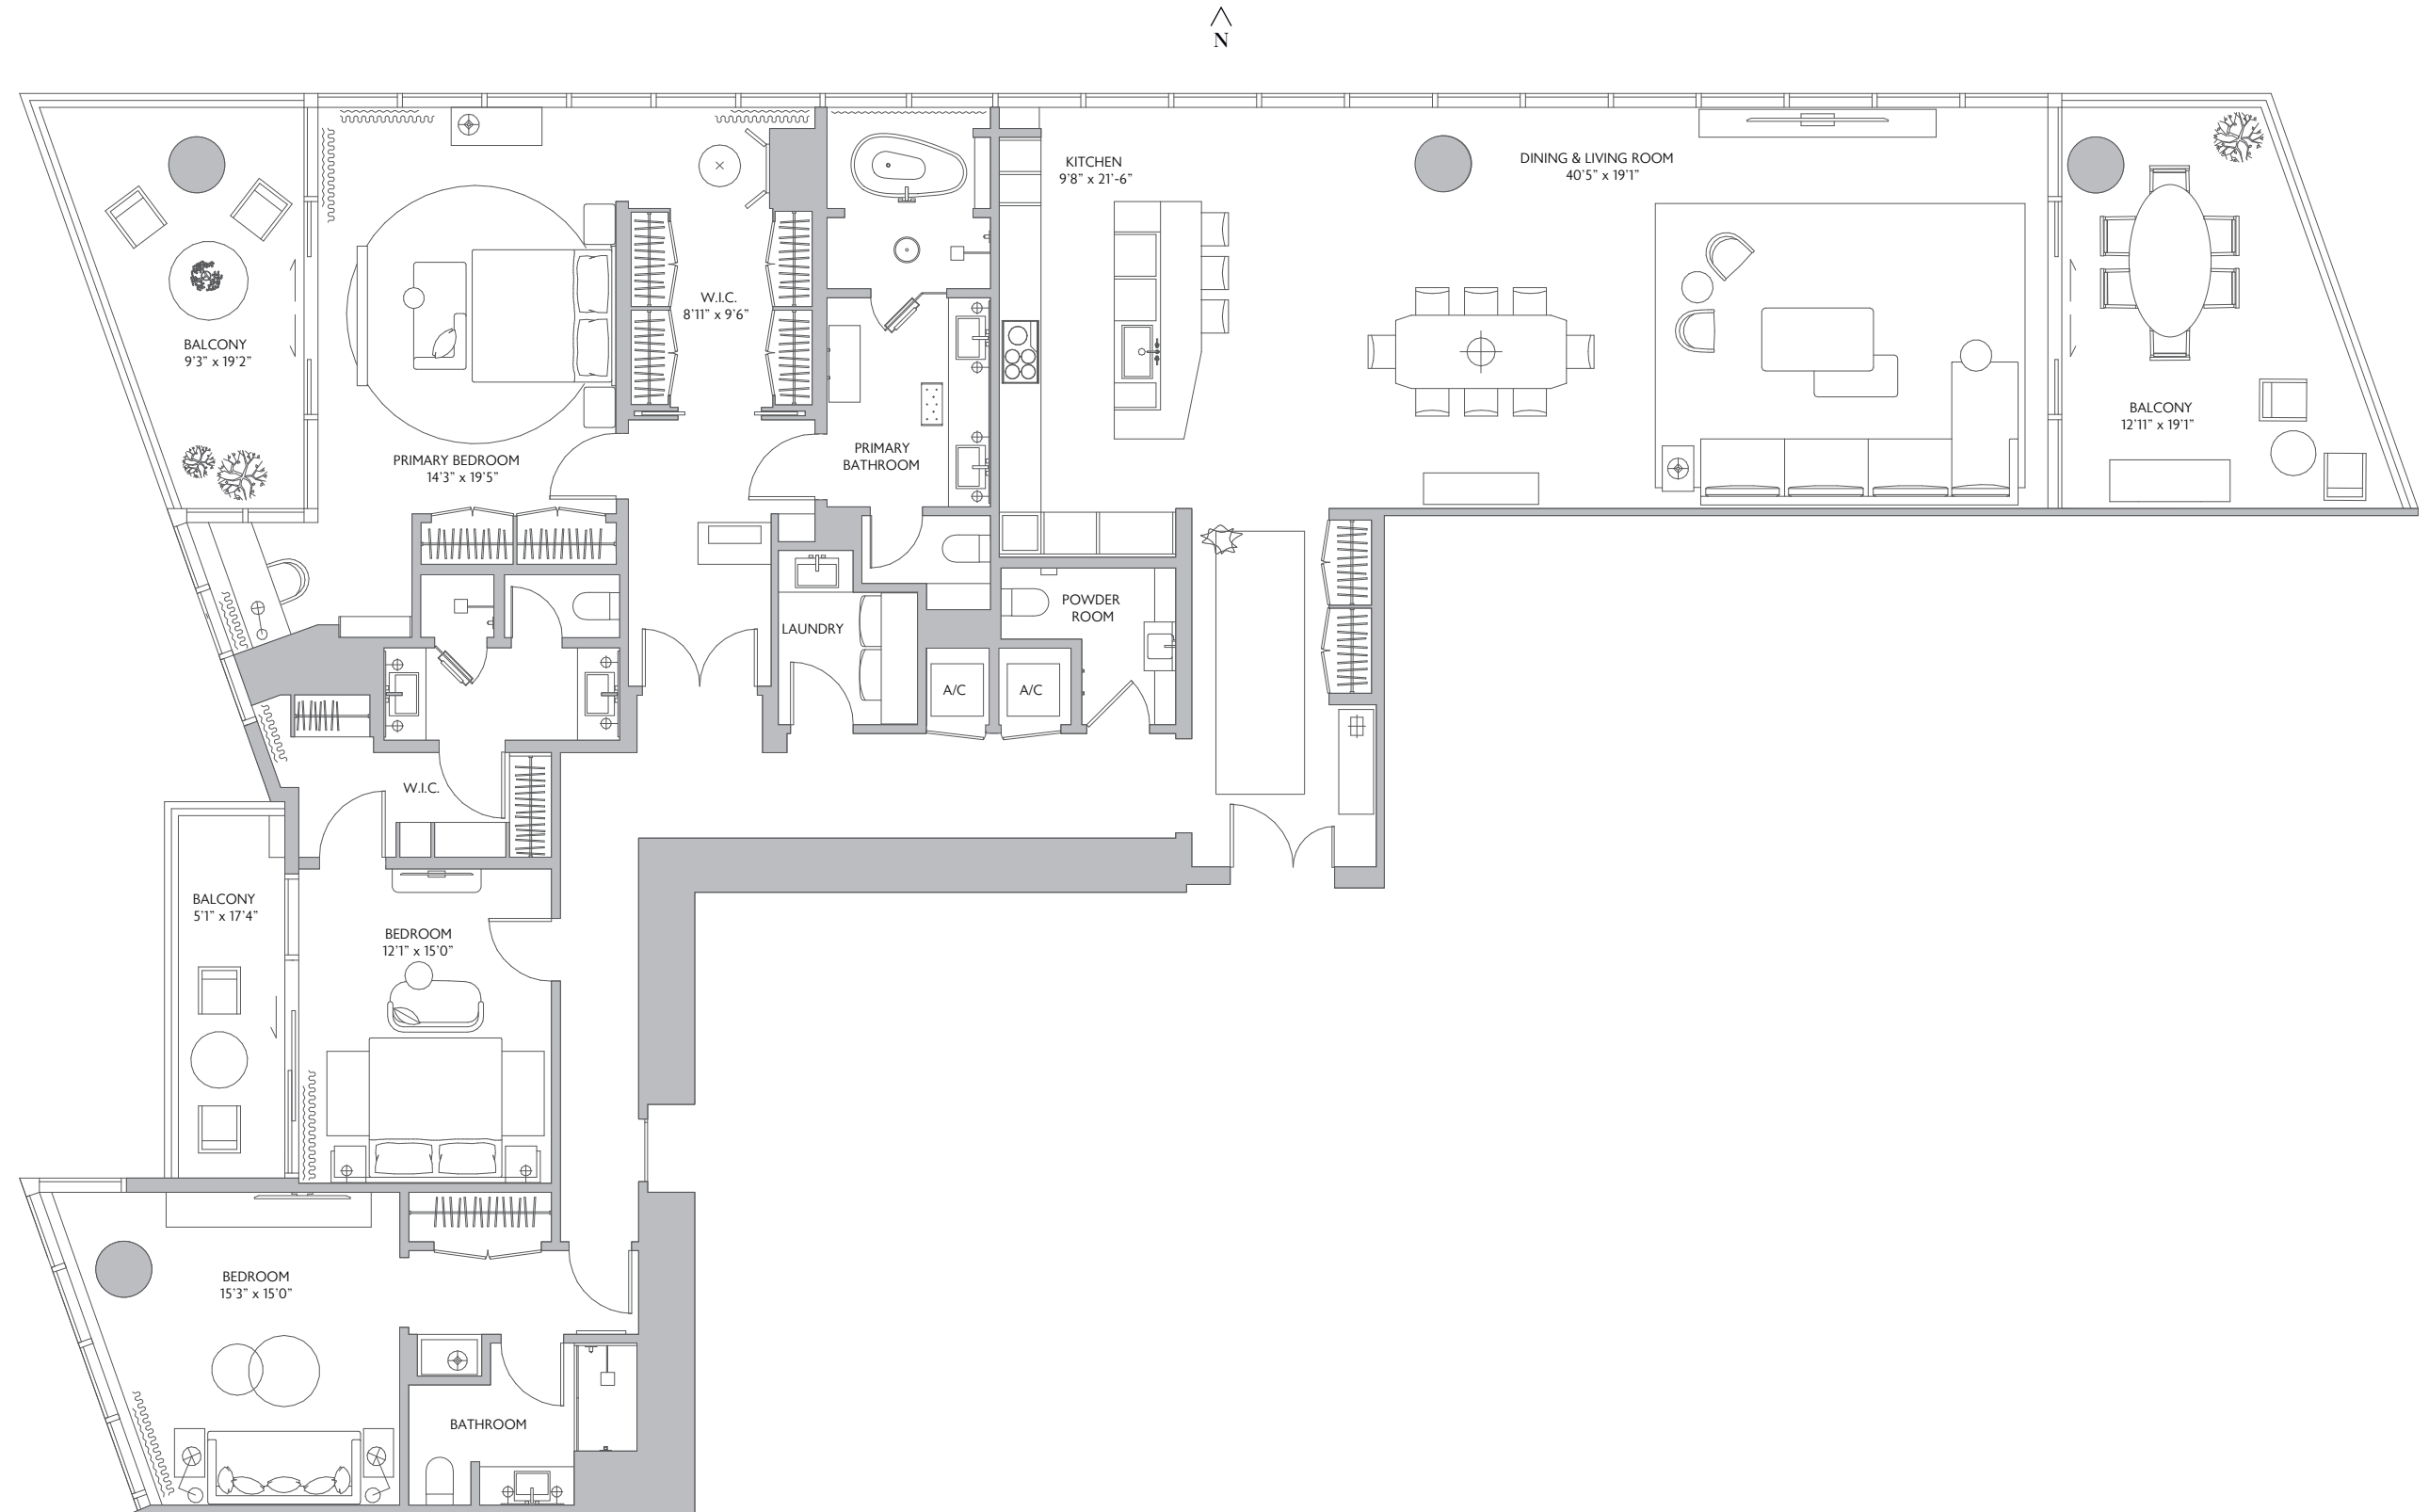 N
KITCHEN
9'8" x 21'-6"
DINING & LIVING ROOM
40'5" x 19'1"
W.I.C.
8'11" x 9'6"
BALCONY
9'3" x 19'2"
BALCONY
12'11" x 19'1"
PRIMARY BEDROOM
14'3" x 19'5"
PRIMARY
BATHROOM
POWDER
ROOM
LAUNDRY
A/C
A/C
W.I.C.
BALCONY
5'1" x 17'4"
BEDROOM
12'1" x 15'0"
BEDROOM
15'3" x 15'0"
BATHROOM